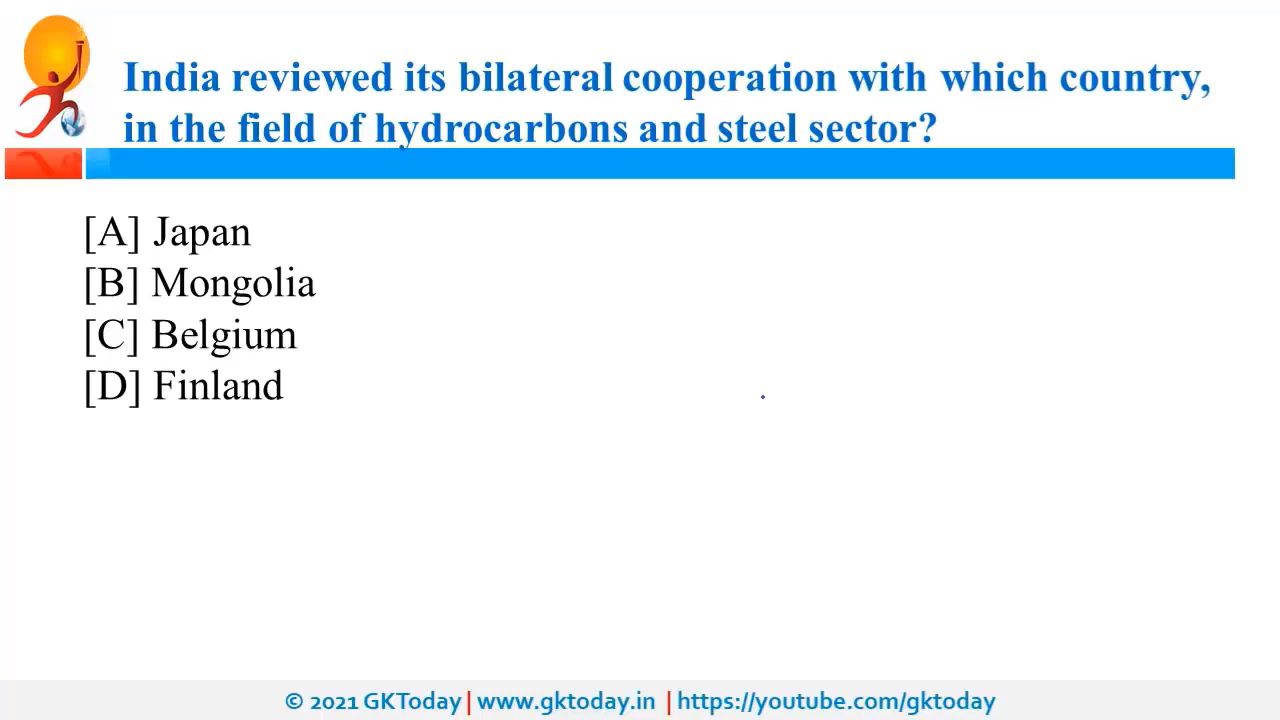 India reviewed its bilateral cooperation with which country,
in the field of hydrocarbons and steel sector?
[A] Japan
[B] Mongolia
[C] Belgium
[D] Finland
© 2021 GKToday | www.gktoday.in | https://youtube.com/gktoday